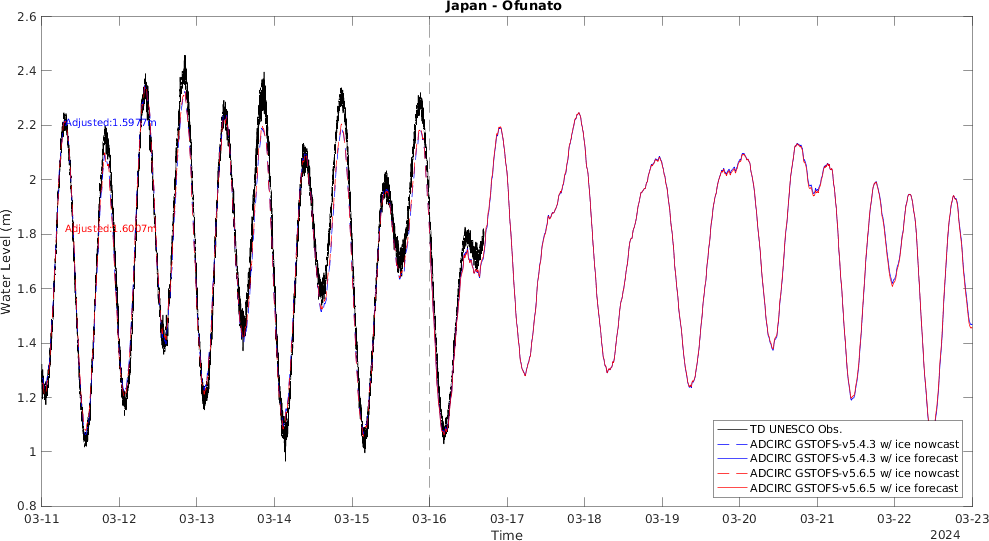 Japan - Ofunato
2.6
2.4
2.2
2
1.8
1.6
1.4
1.2
1
0.8
Water Level (m)
Adjusted:1.5977m
Adjusted:1.6007m
TD UNESCO Obs.
ADCIRC GSTOFS-v5.4.3 w/ ice nowcast
ADCIRC GSTOFS-v5.4.3 w/ ice forecast
ADCIRC GSTOFS-v5.6.5 w/ ice nowcast
ADCIRC GSTOFS-v5.6.5 w/ ice forecast
03-11 03-12 03-13 03-14 03-15 03-16 03-17 03-18 03-19 03-20 03-21 03-22 03-23
Time
2024